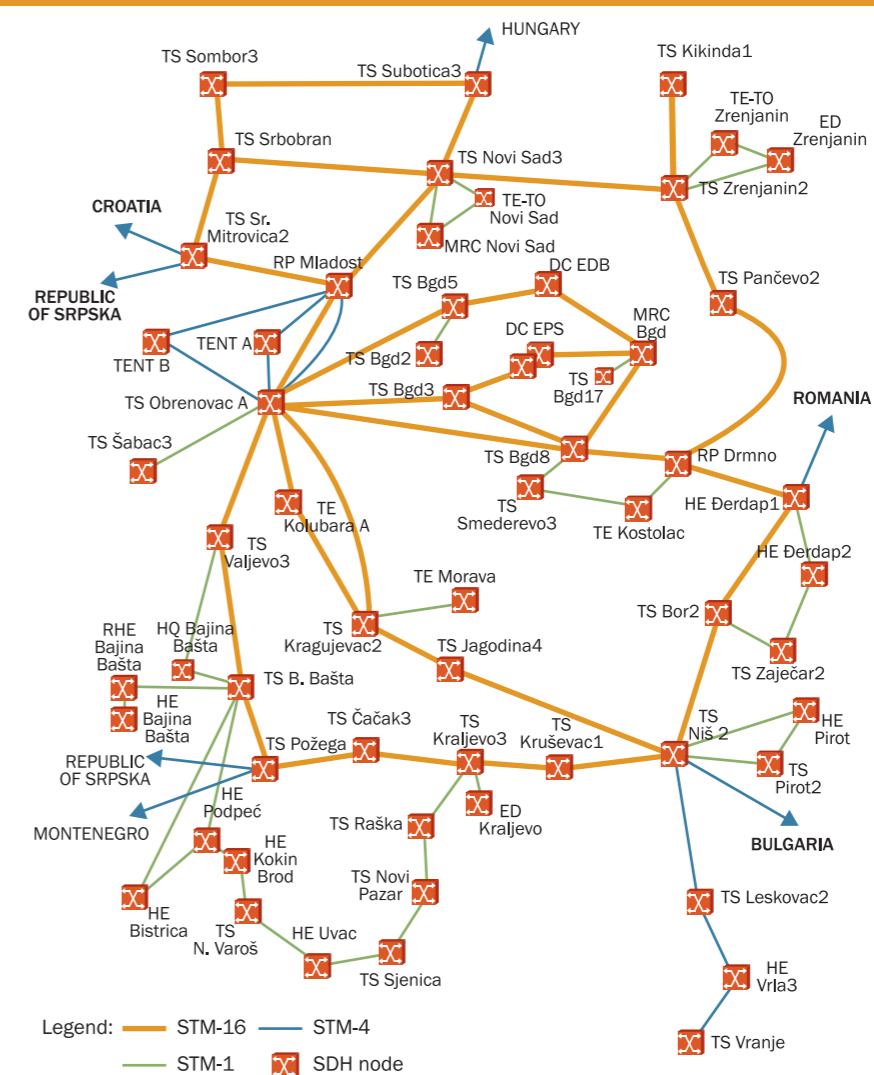 HUNGARY
TS Sombor3
TS Subotica3
TS Kikinda1
TE-TO
Zrenjanin
ED
Zrenjanin
TS Srbobran
TS Novi Sad3
TS Zrenjanin2
TE-TO
Novi Sad
MRC Novi Sad
CROATIA
TS Sr.
Mitrovica2
REPUBLIC
OF SRPSKA
RP Mladost
DC EDB
TS Bgd5
TS Pančevo2
MRC
Bgd
DC EPS
TENT B
TENT A
TS Bgd2
TS
Bgd17
TS Bgd3
TS Obrenovac A
ROMANIA
TS Šabac3
TS Bgd8
RP Drmno
TS
Smederevo3
TE Kostolac
HE Đerdap1
TE
Kolubara A
TS
Valjevo3
HE Đerdap2
TE Morava
TS
Kragujevac2
TS Bor2
TS Jagodina4
TS Zaječar2
RHE
Bajina
Bašta
HQ Bajina
Bašta
TS B. Bašta
HE
Bajina
Bašta
TS Čačak3
TS
Kraljevo3
TS
Kruševac1
TS
Niš 2
HE
Pirot
TS
Pirot2
REPUBLIC
OF SRPSKA
TS Požega
MONTENEGRO
HE
Podpeć
ED
Kraljevo
TS Raška
BULGARIA
HE
Kokin
Brod
TS Novi
Pazar
TS Leskovac2
HE
Bistrica
TS
N. Varoš
HE Uvac
TS Sjenica
HE
Vrla3
TS Vranje
Legend:
STM-16
STM-4
STM-1
SDH node